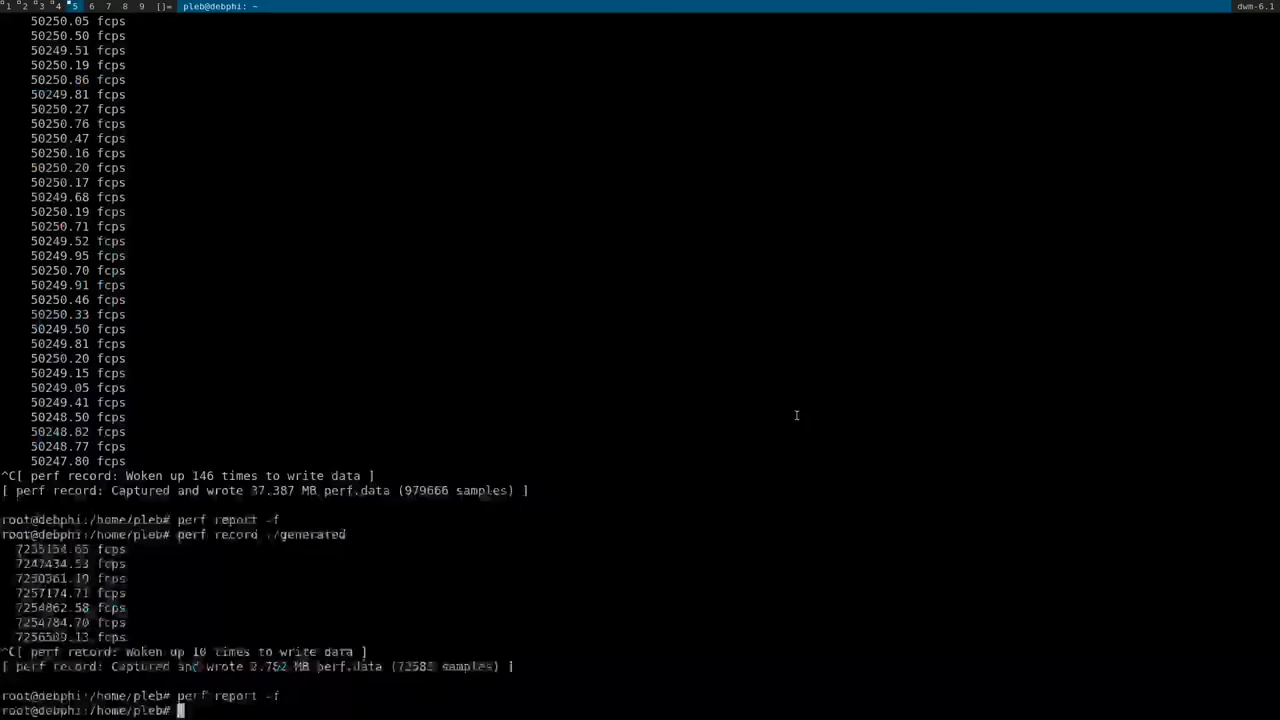 1 2 3 4 5 6 7 8 9 []= pleb@debphi: ~ dwm-6.1
50250.05 fcps
50250.50 fcps
50249.51 fcps
50250.19 fcps
50250.86 fcps
50249.81 fcps
50250.27 fcps
50250.76 fcps
50250.47 fcps
50250.16 fcps
50250.20 fcps
50250.17 fcps
50249.68 fcps
50250.19 fcps
50250.71 fcps
50249.52 fcps
50249.95 fcps
50250.70 fcps
50249.91 fcps
50250.46 fcps
50250.33 fcps
50249.50 fcps
50249.81 fcps
50250.20 fcps
50249.15 fcps
50249.05 fcps
50249.41 fcps
50248.50 fcps
50248.82 fcps
50248.77 fcps
50247.80 fcps
^C[ perf record: Woken up 146 times to write data ]
[ perf record: Captured and wrote 37.387 MB perf.data (979666 samples) ]
root@debphi:/home/pleb# perf report -f
root@debphi:/home/pleb# perf record ./generated
fcps
fcps
fcps
7257174.71 fcps
7254862.58 fcps
7254784.70 fcps
fcps
^C[ perf record: Woken up 10 times to write data ]
[ perf record: Captured and wrote MB perf.data samples) ]
root@debphi:/home/pleb# perf report -f
root@debphi:/home/pleb#